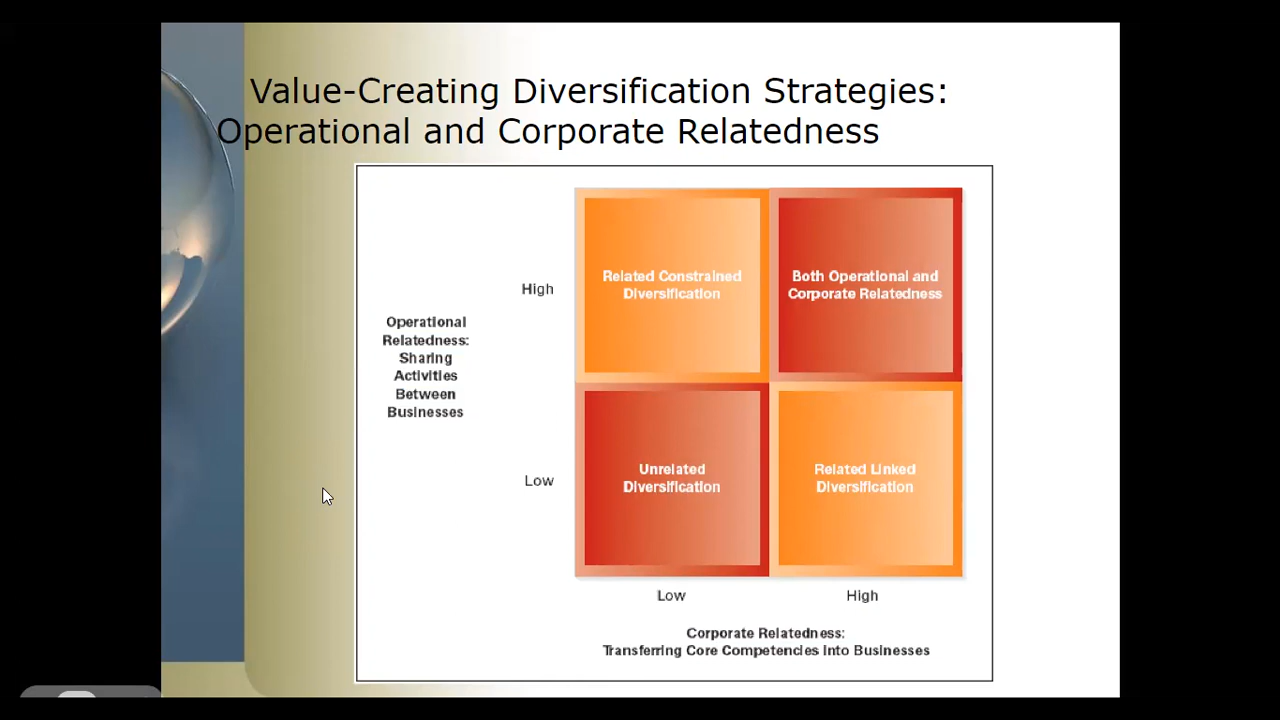 Value-Creating Diversification Strategies:
Operational and Corporate Relatedness
Related Constrained
Diversification
Both Operational and
Corporate Relatedness
High
Operational
Relatedness:
Sharing
Activities
Between
Businesses
Unrelated
Diversification
Related Linked
Diversification
Low
Low
High
Corporate Relatedness:
Transferring Core Competencies into Businesses